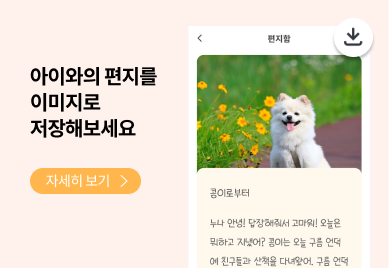 아이와의 편지를
이미지로
저장해보세요
자세히 보기
편지함
콩이로부터
누나 안녕! 답장해줘서 고마워! 오늘은
뭐하고 지냈어? 콩이는 오늘 구름 언덕
에 친구들과 산책을 다녀왔어. 구름 언덕